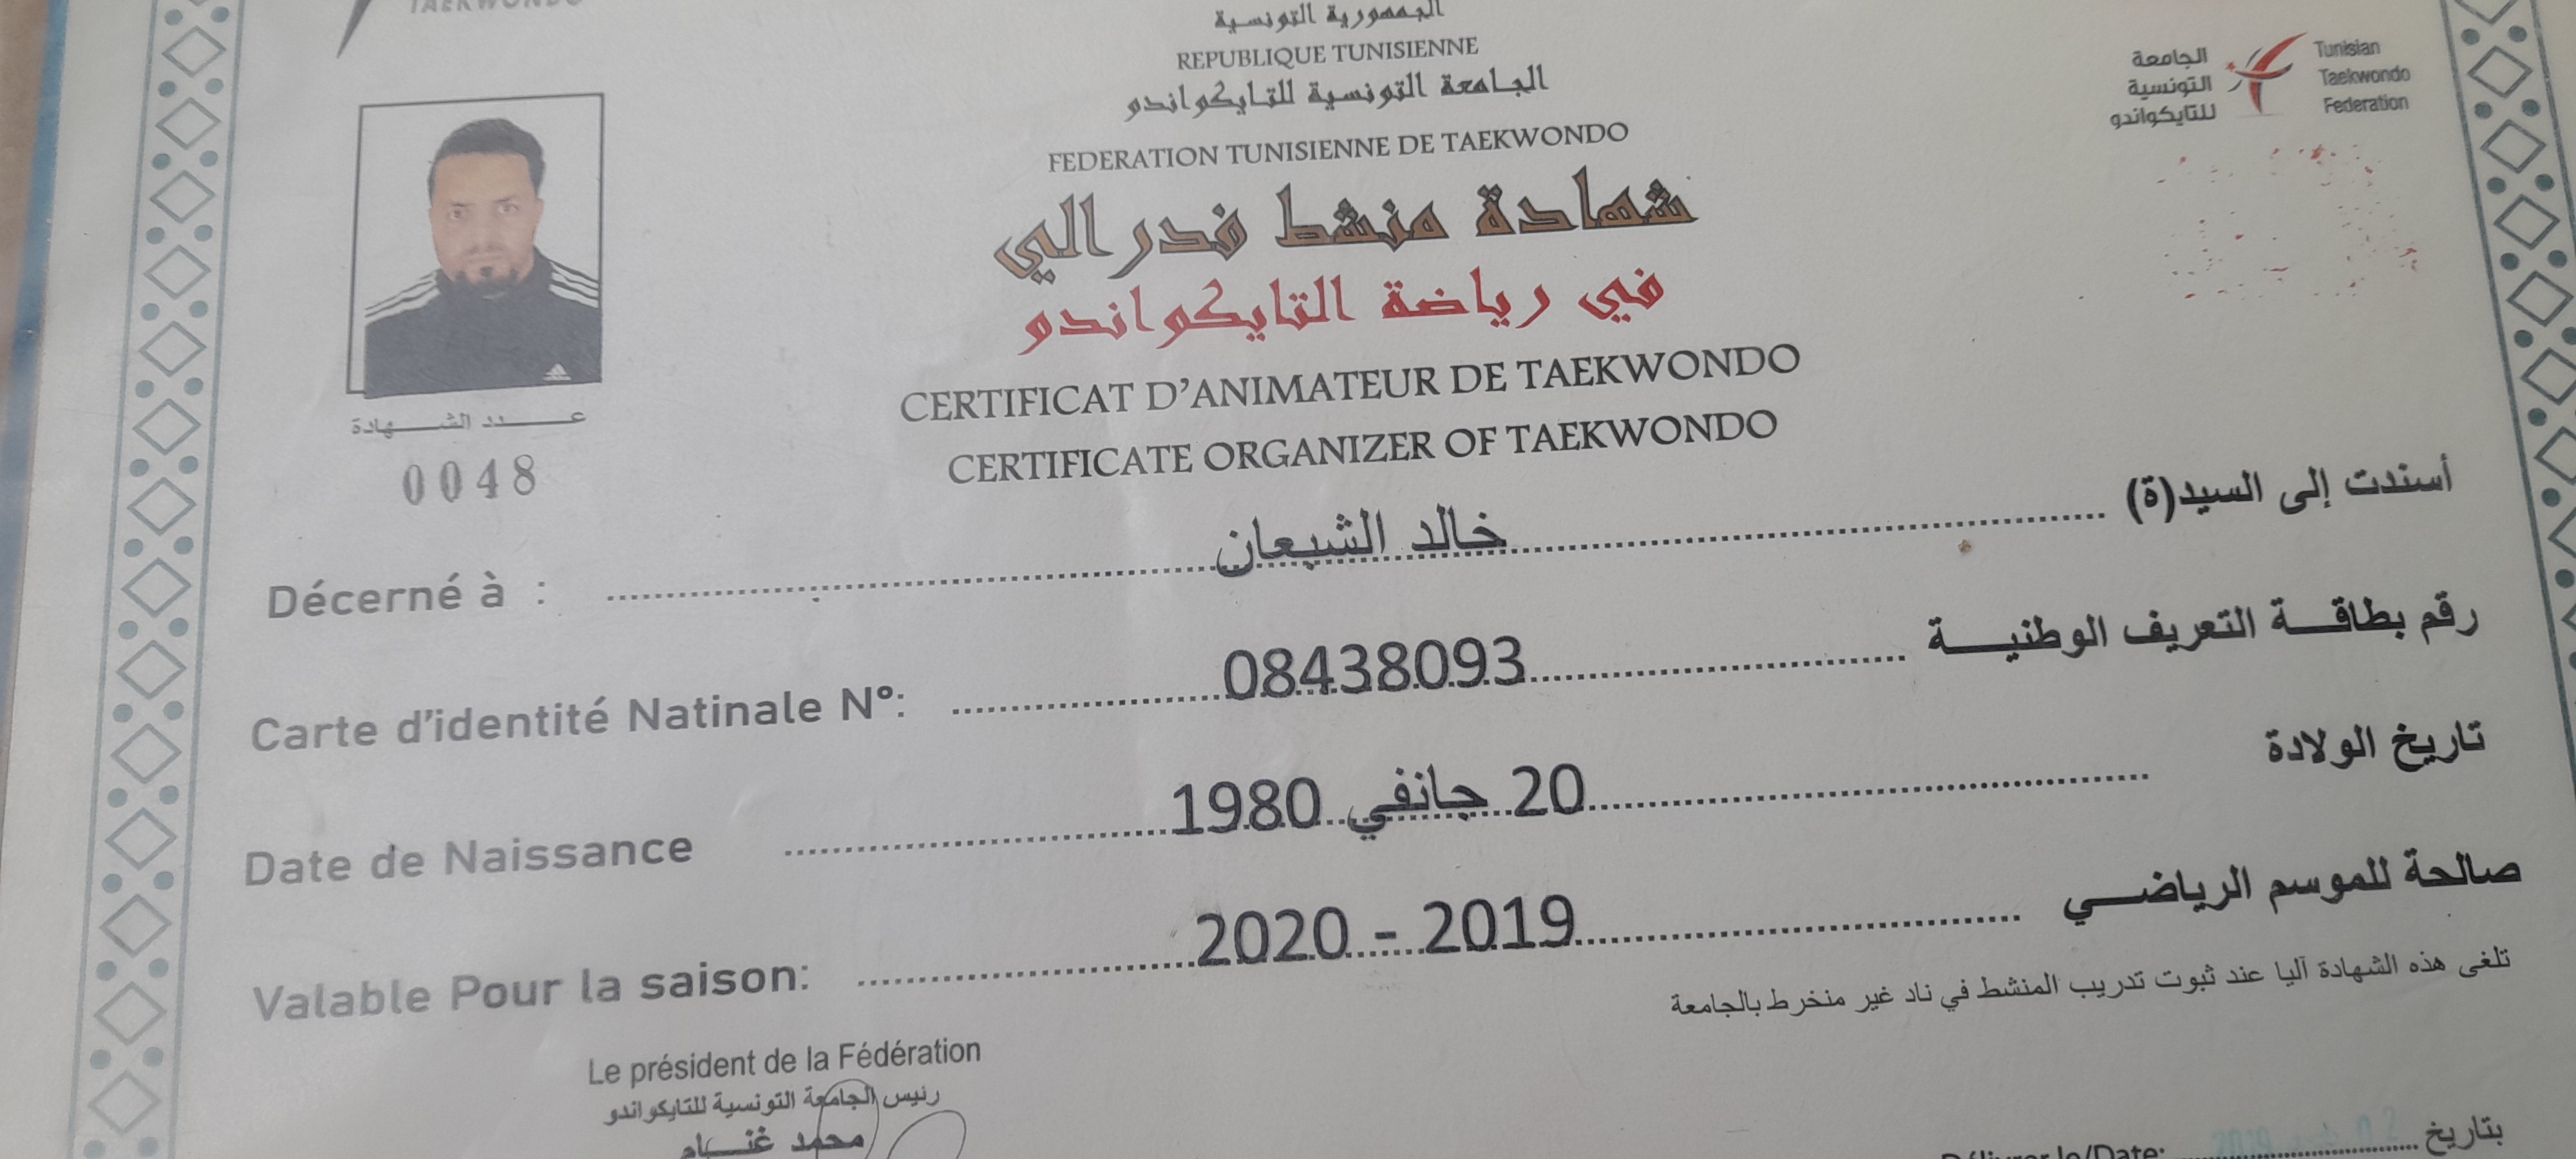 TAEKWONDO
الجمهورية التونسية
REPUBLIQUE TUNISIENNE
الجامعة التونسية للتايكواندو
FEDERATION TUNISIENNE DE TAEKWONDO
الجامعة
التونسية
للتايكواندو
Tunisian
Taekwondo
Federation
شهادة منشط فدرالي
في رياضة التايكواندو
CERTIFICAT D'ANIMATEUR DE TAEKWONDO
CERTIFICATE ORGANIZER OF TAEKWONDO
عدد الشهادة
0048
أسندت إلى السيد(ة)
خالد الشيعان
Décerné à :
رقم بطاقة التعريف الوطنية
08438093
Carte d'identité Natinale N°:
تاريخ الولادة
20 جانفي 1980
Date de Naissance
صالحة للموسم الرياضي
2020 - 2019
Valable Pour la saison:
تلغى هذه الشهادة آليا عند ثبوت تدريب المنشط في ناد غير منخرط بالجامعة
Le président de la Fédération
رئيس الجامعة التونسية للتايكواندو
محمد غنام
بتاريخ